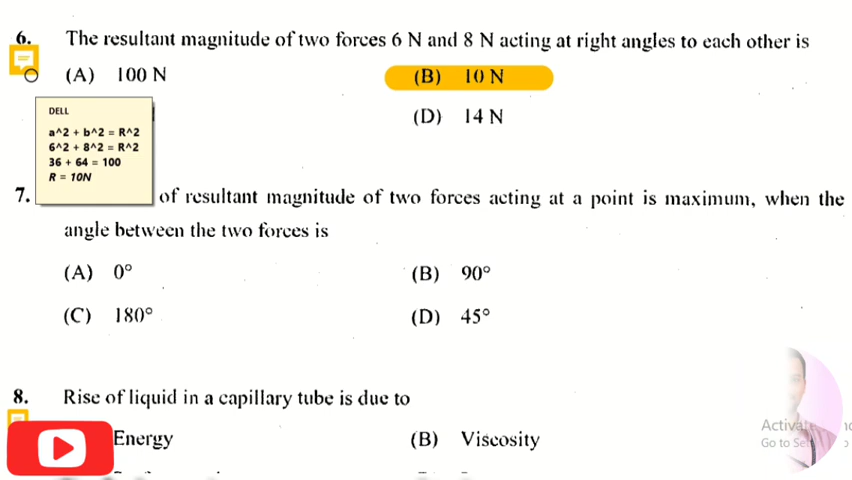 6. The resultant magnitude of two forces 6 N and 8 N acting at right angles to each other is
(A) 100 N (B) 10 N
(D) 14 N
DELL
a^2 + b^2 = R^2
6^2 + 8^2 = R^2
36 + 64 = 100
R = 10N
7. of resultant magnitude of two forces acting at a point is maximum, when the
angle between the two forces is
(A) 0° (B) 90°
(C) 180° (D) 45°
8. Rise of liquid in a capillary tube is due to
Energy (B) Viscosity
Go to